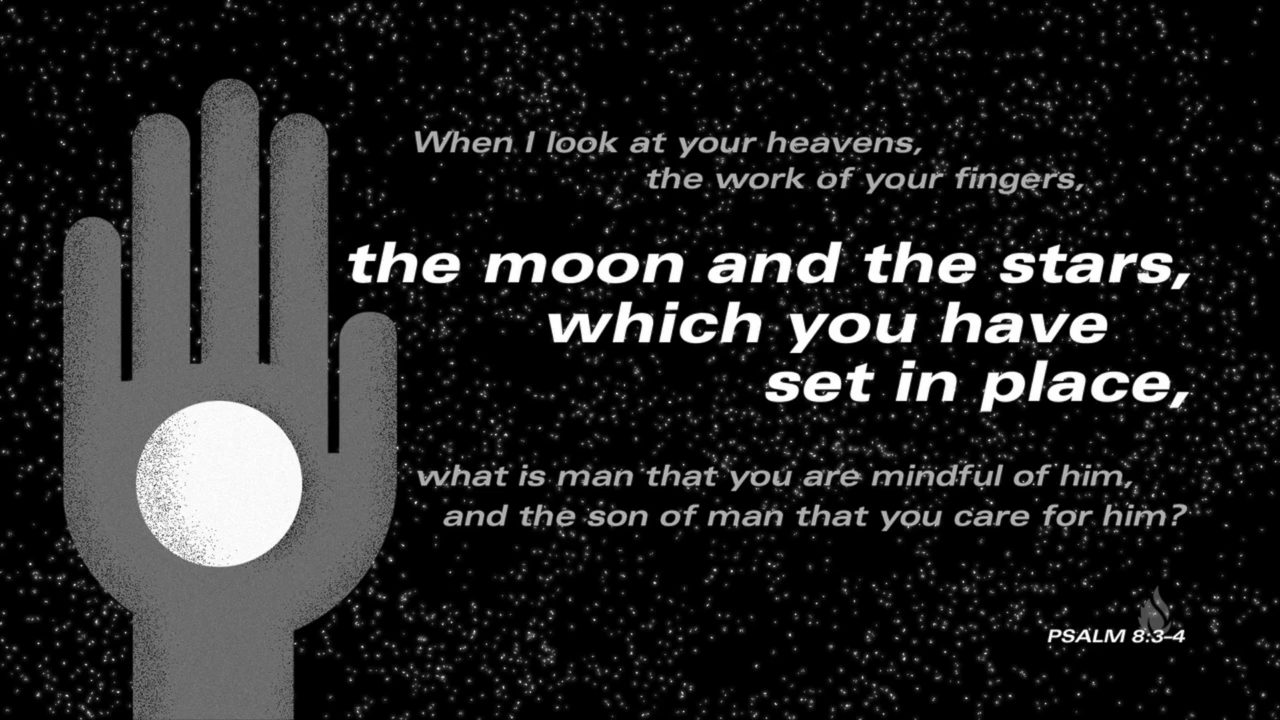 When I look at your heavens,
the work of your fingers,
the moon and the stars,
which you have
set in place,
what is man that you are mindful of him,
and the son of man that you care for him?
PSALM 8:3–4